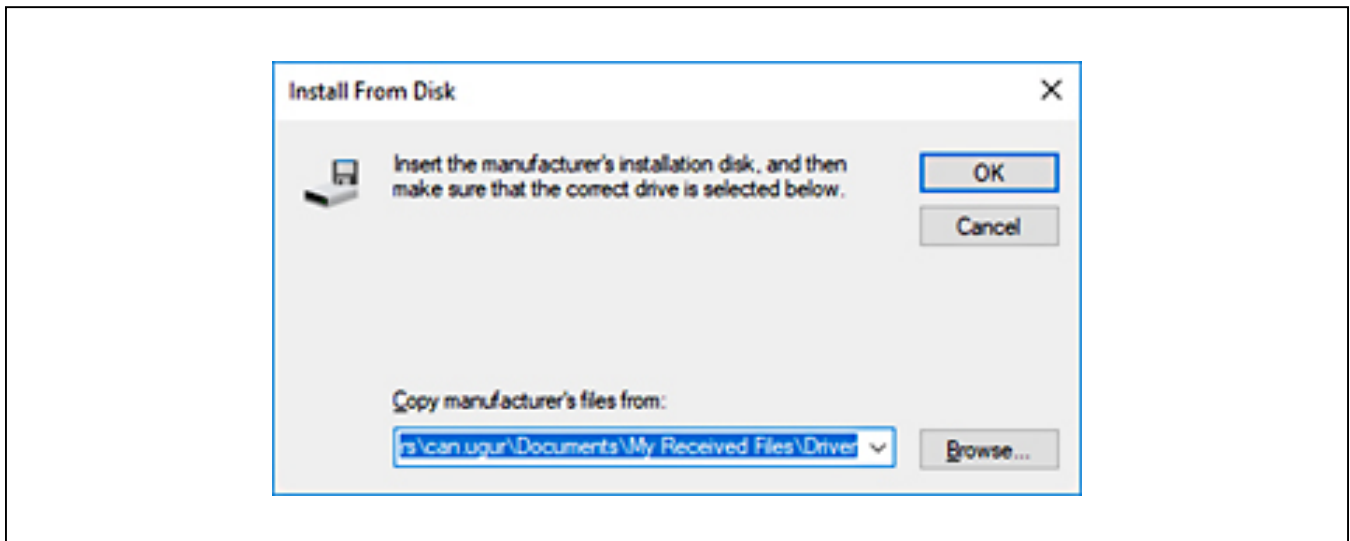 Install From Disk
Insert the manufacturer's installation disk, and then
make sure that the correct drive is selected below.
OK
Cancel
Copy manufacturer's files from:
rs\can.ugur\Documents\My Received Files\Driver
Browse...